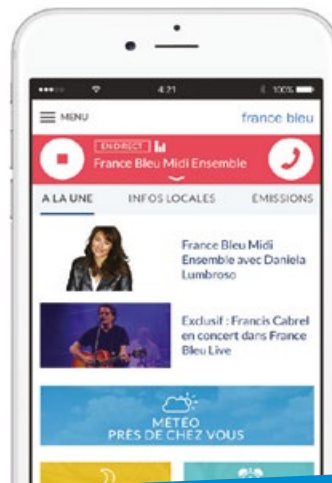 4:21
100%
MENU
france bleu
EN DIRECT
France Bleu Midi Ensemble
A LA UNE
INFOS LOCALES
EMISSIONS
France Bleu Midi
Ensemble avec Daniela
Lumbroso
Exclusif : Francis Cabrel
en concert dans France
Bleu Live
MÉTÉO
PRÈS DE CHEZ VOUS